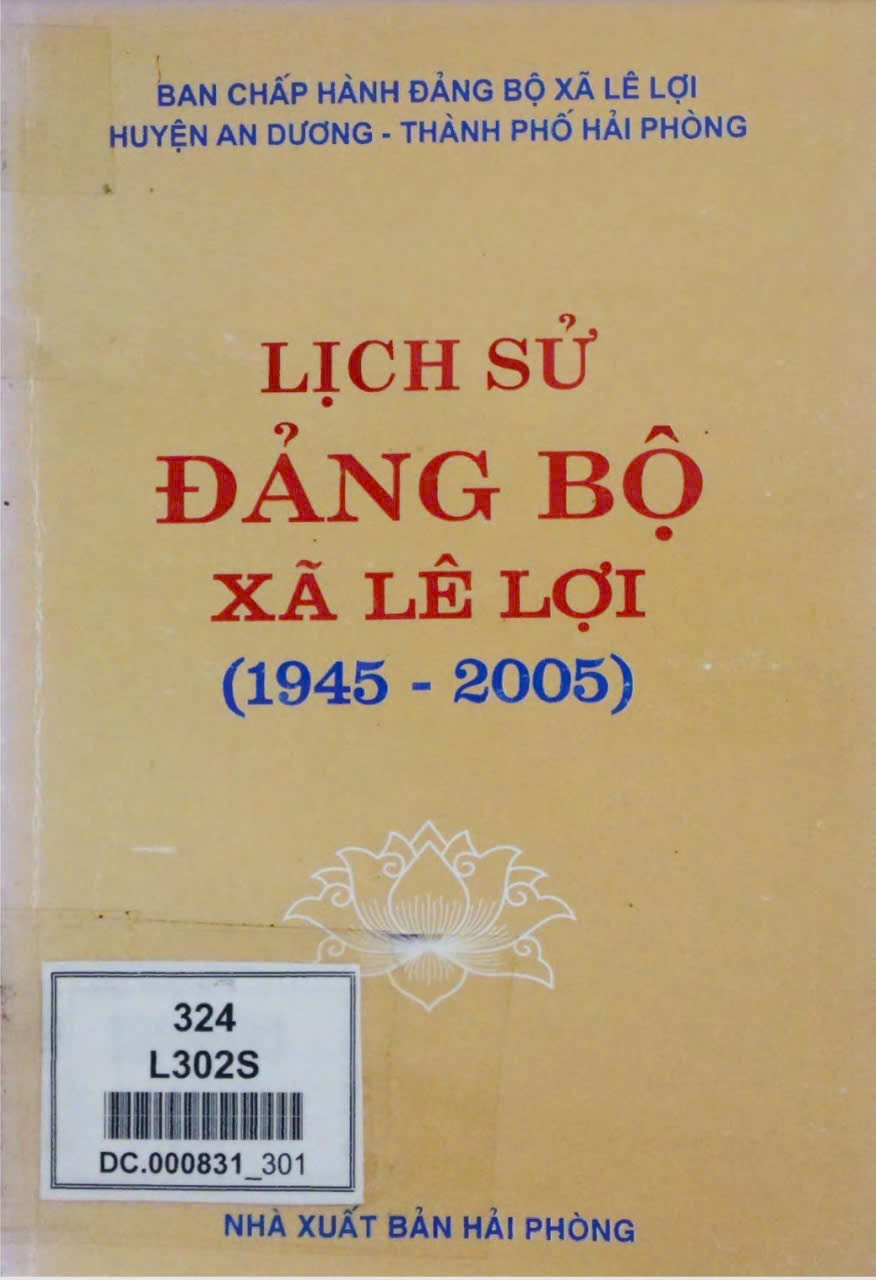 BAN CHẤP HÀNH ĐẢNG BỘ XÃ LÊ LỢI
HUYỆN AN DƯƠNG - THÀNH PHỐ HẢI PHÒNG
LỊCH SỬ
ĐẢNG BỘ
XÃ LÊ LỢI
(1945 - 2005)
324
L302S
DC.000831_301
NHÀ XUẤT BẢN HẢI PHÒNG